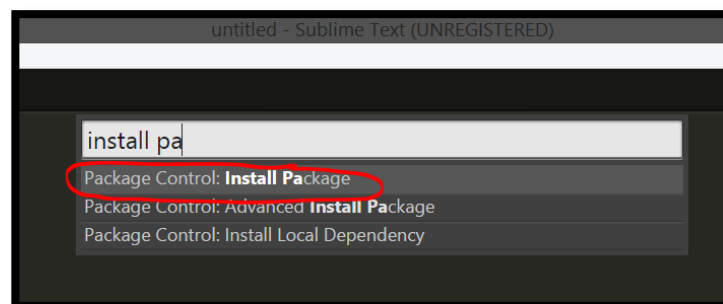 untitled - Sublime Text (UNREGISTERED)
install pa
Package Control: Install Package
Package Control: Advanced Install Package
Package Control: Install Local Dependency